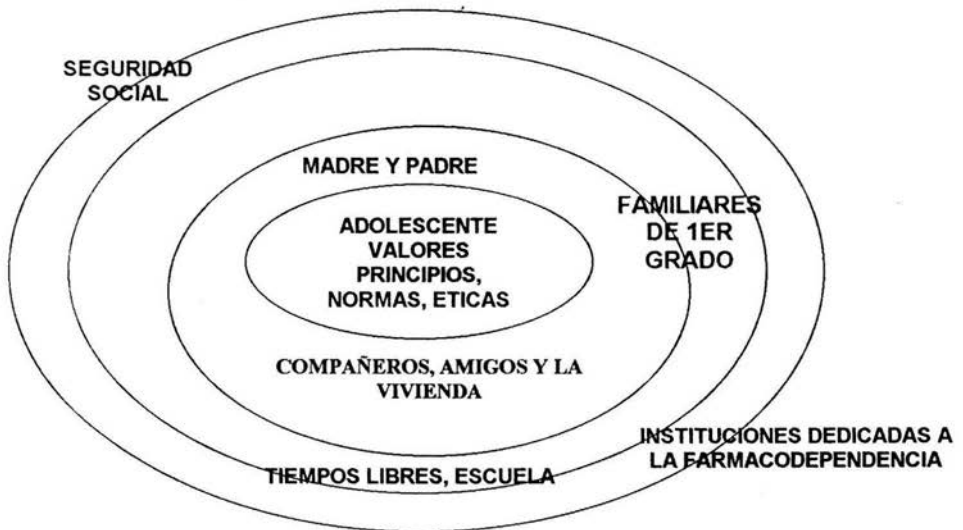 SEGURIDAD
SOCIAL
MADRE Y PADRE
FAMILIARES
DE 1ER
GRADO
ADOLESCENTE
VALORES
PRINCIPIOS,
NORMAS, ETICAS
COMPAÑEROS, AMIGOS Y LA
VIVIENDA
INSTITUCIONES DEDICADAS A
LA FARMACODEPENDENCIA
TIEMPOS LIBRES, ESCUELA